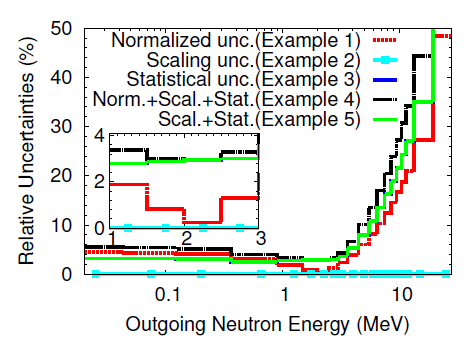 Relative Uncertainties (%)
50
40
30
20
10
0
Normalized unc.(Example 1)
Scaling unc.(Example 2)
Statistical unc.(Example 3)
Norm.+Scal.+Stat.(Example 4)
Scal.+Stat.(Example 5)
4
2
0
1
2
3
0.1
1
10
Outgoing Neutron Energy (MeV)